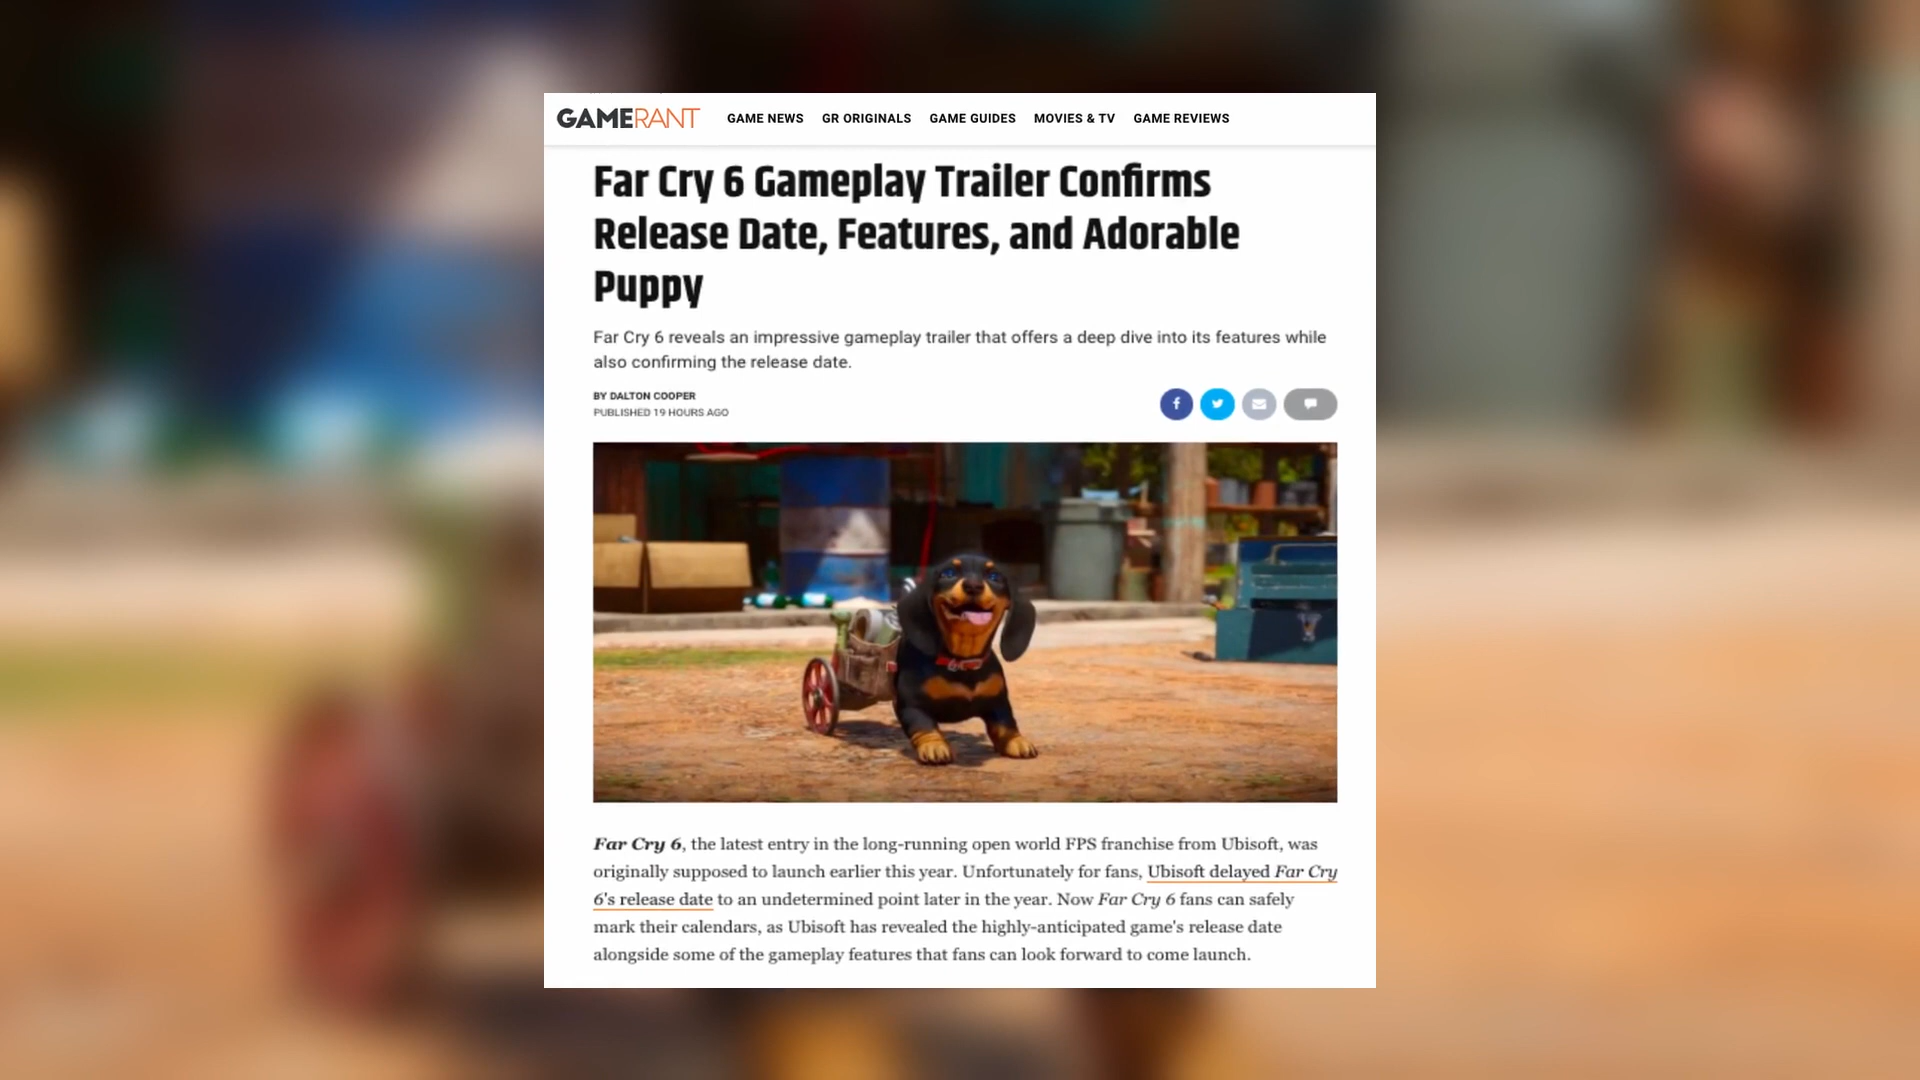 GAMERANT GAME NEWS GR ORIGINALS GAME GUIDES MOVIES & TV GAME REVIEWS
Far Cry 6 Gameplay Trailer Confirms
Release Date, Features, and Adorable
Puppy
Far Cry 6 reveals an impressive gameplay trailer that offers a deep dive into its features while
also confirming the release date.
BY DALTON COOPER
PUBLISHED 19 HOURS AGO
Far Cry 6, the latest entry in the long-running open world FPS franchise from Ubisoft, was
originally supposed to launch earlier this year. Unfortunately for fans, Ubisoft delayed Far Cry
6's release date to an undetermined point later in the year. Now Far Cry 6 fans can safely
mark their calendars, as Ubisoft has revealed the highly-anticipated game's release date
alongside some of the gameplay features that fans can look forward to come launch.